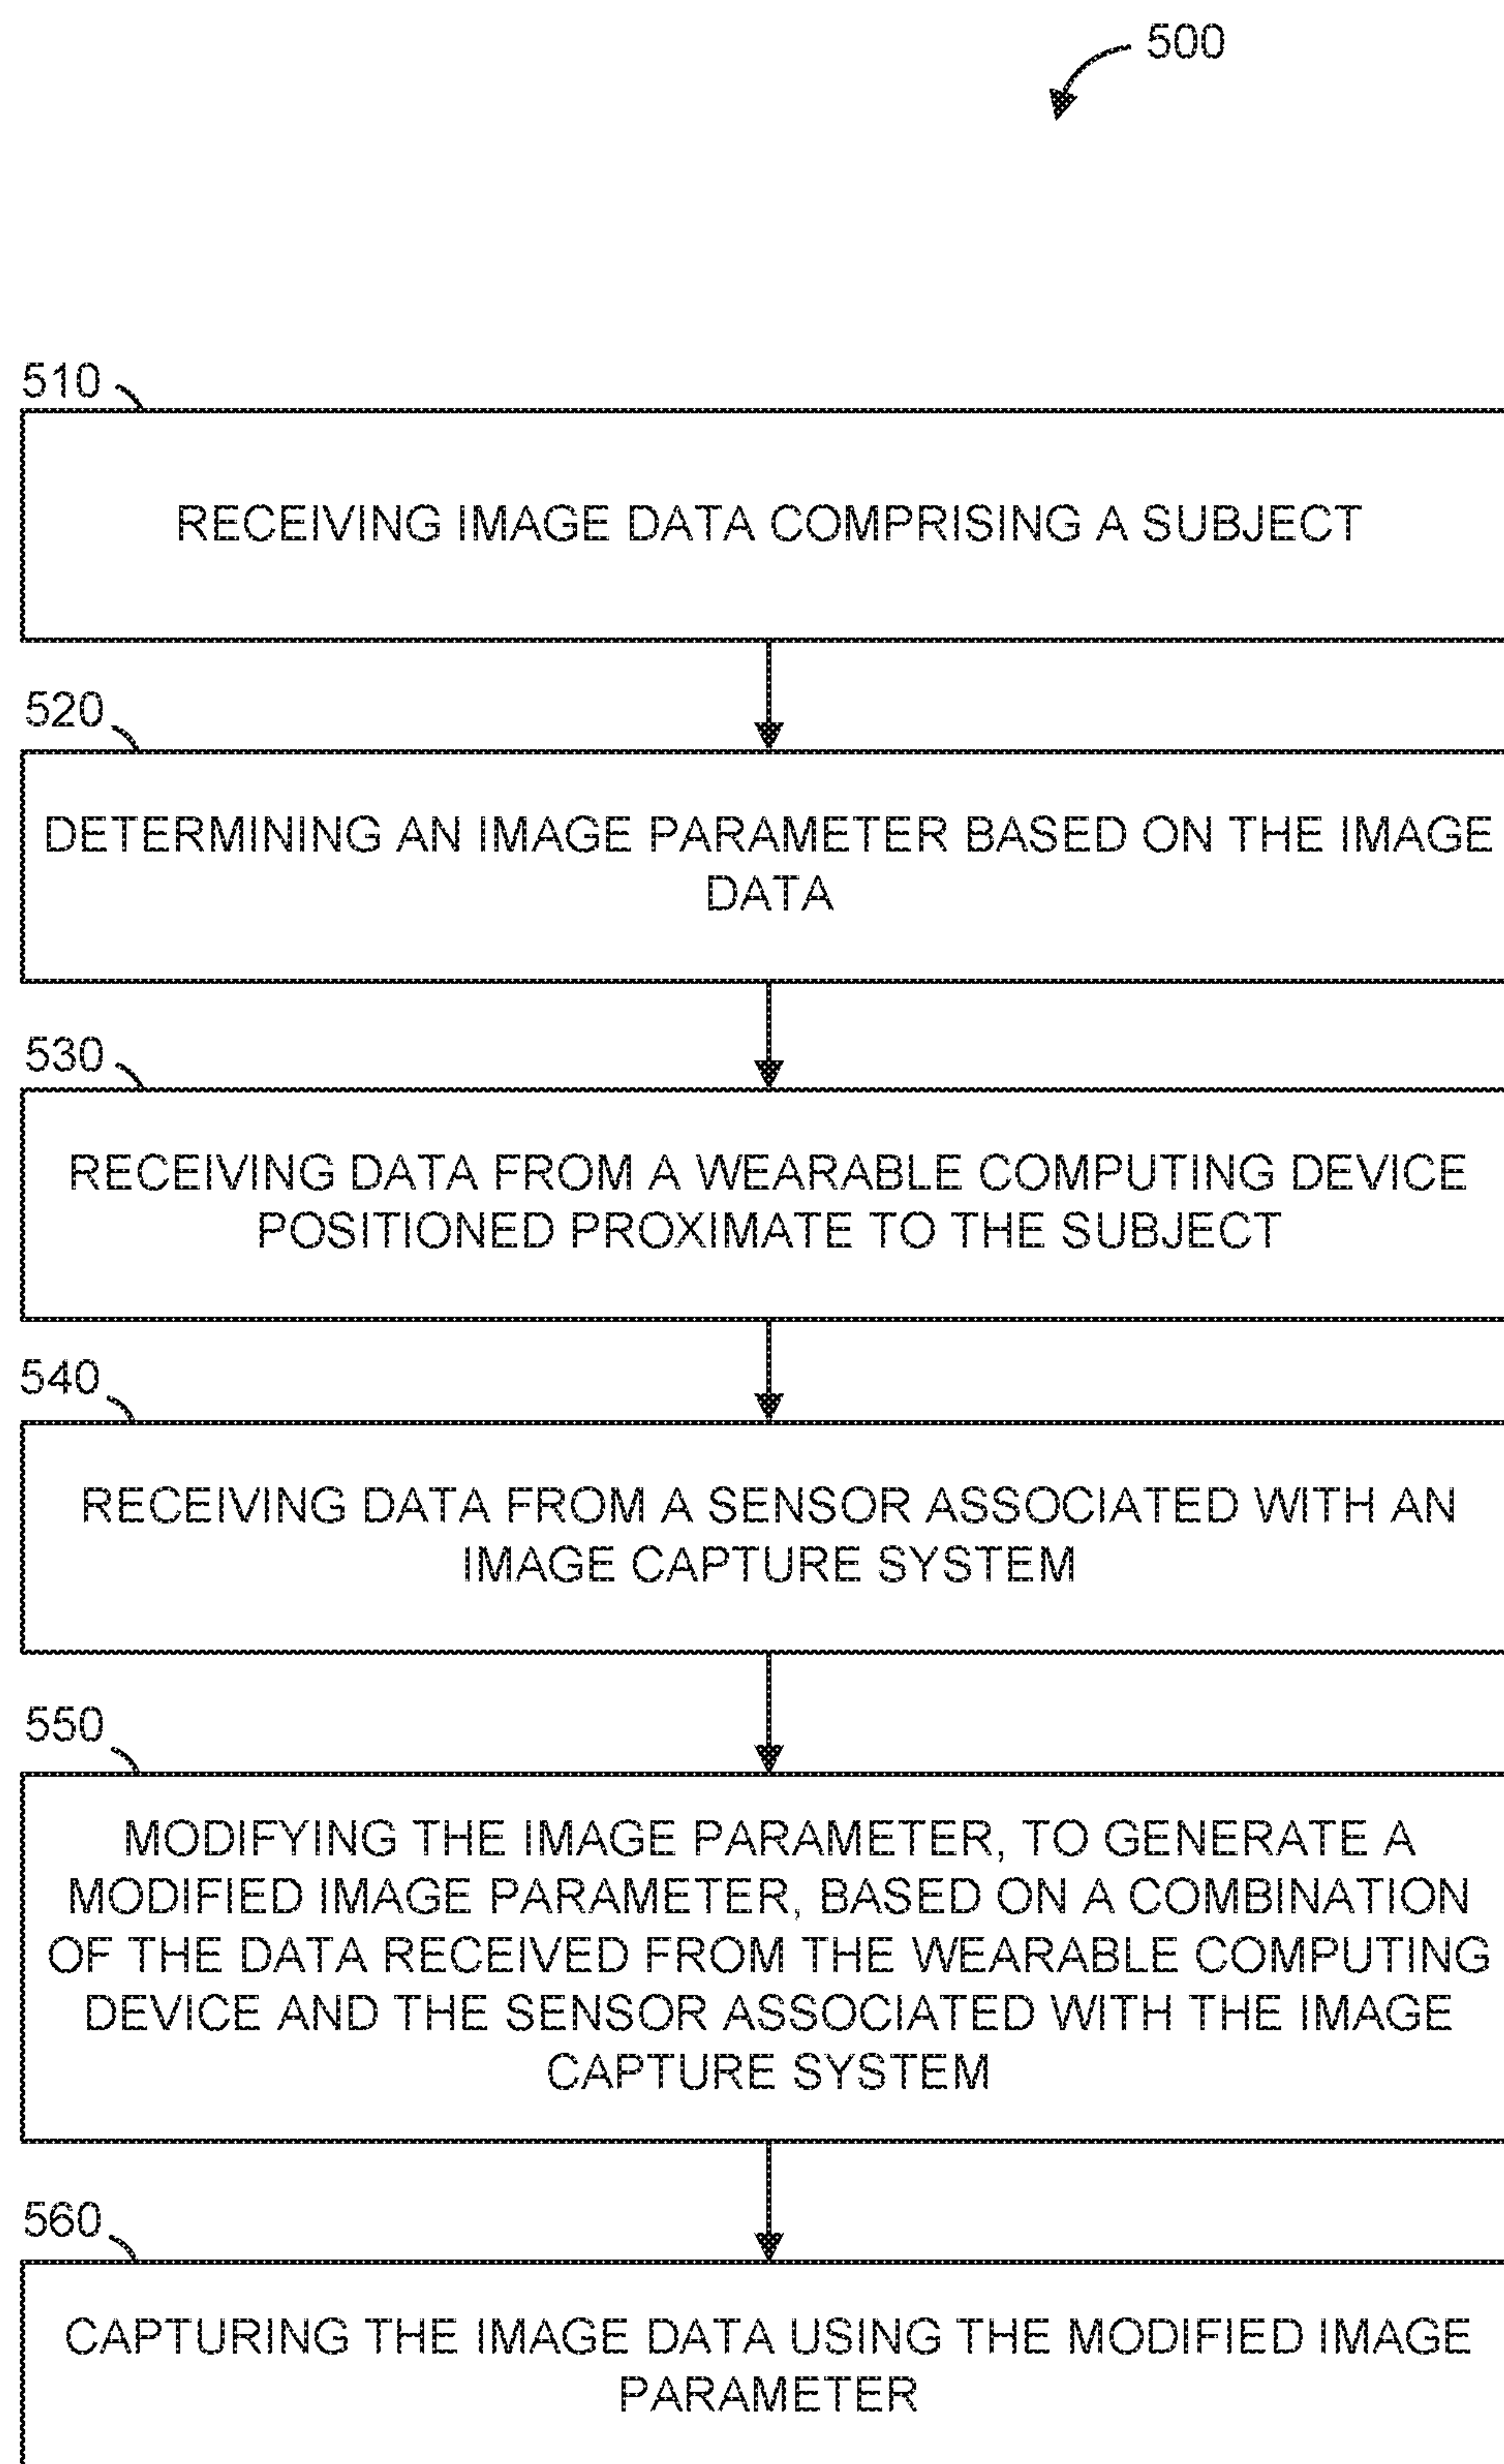 500
510
RECEIVING IMAGE DATA COMPRISING A SUBJECT
520
DETERMINING AN IMAGE PARAMETER BASED ON THE IMAGE
DATA
530
RECEIVING DATA FROM A WEARABLE COMPUTING DEVICE
POSITIONED PROXIMATE TO THE SUBJECT
540
RECEIVING DATA FROM A SENSOR ASSOCIATED WITH AN
IMAGE CAPTURE SYSTEM
550
MODIFYING THE IMAGE PARAMETER, TO GENERATE A
MODIFIED IMAGE PARAMETER, BASED ON A COMBINATION
OF THE DATA RECEIVED FROM THE WEARABLE COMPUTING
DEVICE AND THE SENSOR ASSOCIATED WITH THE IMAGE
CAPTURE SYSTEM
560
CAPTURING THE IMAGE DATA USING THE MODIFIED IMAGE
PARAMETER